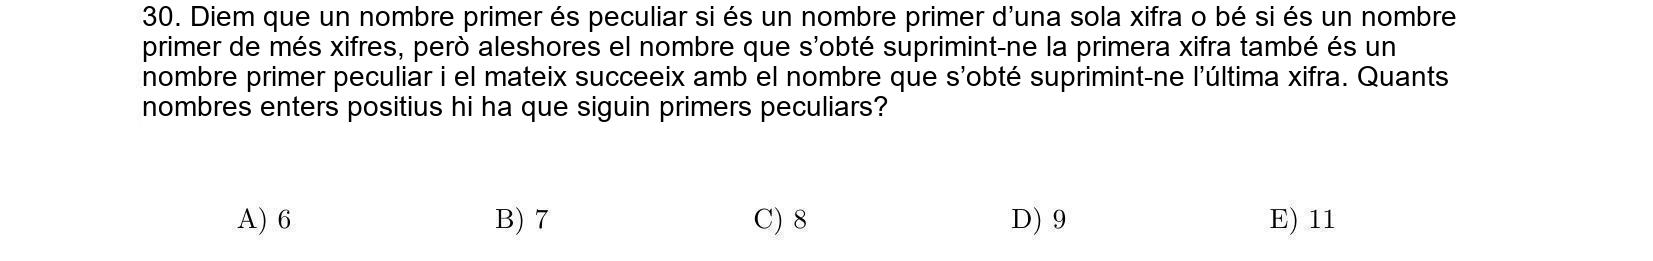 30. Diem que un nombre primer és peculiar si és un nombre primer d’una sola xifra o bé si és un nombre
primer de més xifres, però aleshores el nombre que s’obté suprimint-ne la primera xifra també és un
nombre primer peculiar i el mateix succeeix amb el nombre que s’obté suprimint-ne l’última xifra. Quants
nombres enters positius hi ha que siguin primers peculiars?
A) 6 B) 7 C) 8 D) 9 E) 11